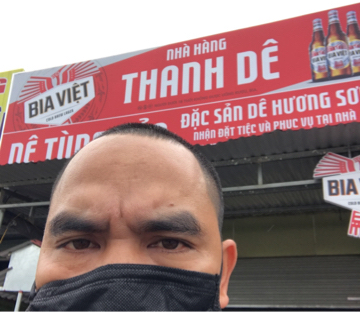 NHÀ HÀNG
BIA VIỆT
THANH DÊ
ĐẶC SẢN DÊ HƯƠNG SƠ
NHẬN ĐẶT TIỆC VÀ PHỤC VỤ TẠI NHÀ
DÊ TÙNG
BIA V